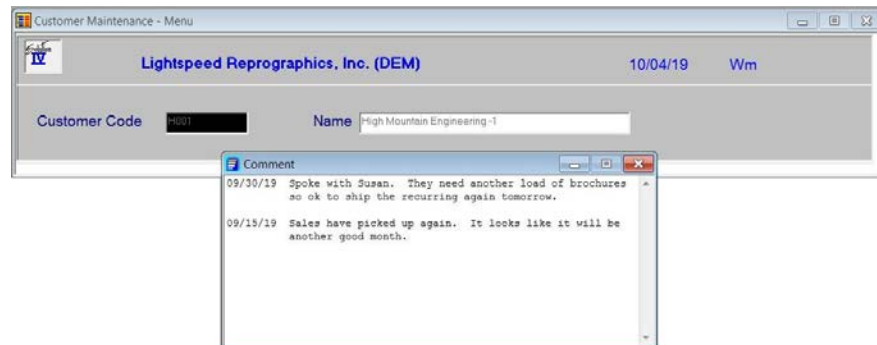 Customer Maintenance - Menu
IV
Lightspeed Reprographics, Inc. (DEM)
10/04/19
Wm
Customer Code
H001
Name
High Mountain Engineering -1
Comment
09/30/19 Spoke with Susan. They need another load of brochures
so ok to ship the recurring again tomorrow.
09/15/19 Sales have picked up again. It looks like it will be
another good month.